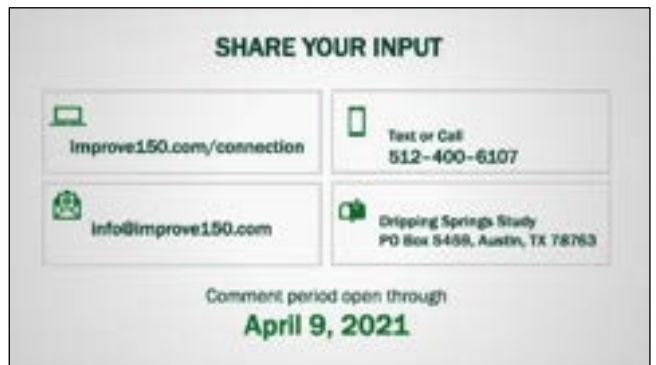 SHARE YOUR INPUT
improve150.com/connection
Text or Call
512-400-6107
info@improve150.com
Dripping Springs Study
PO Box 5459, Austin, TX 78763
Comment period open through
April 9, 2021